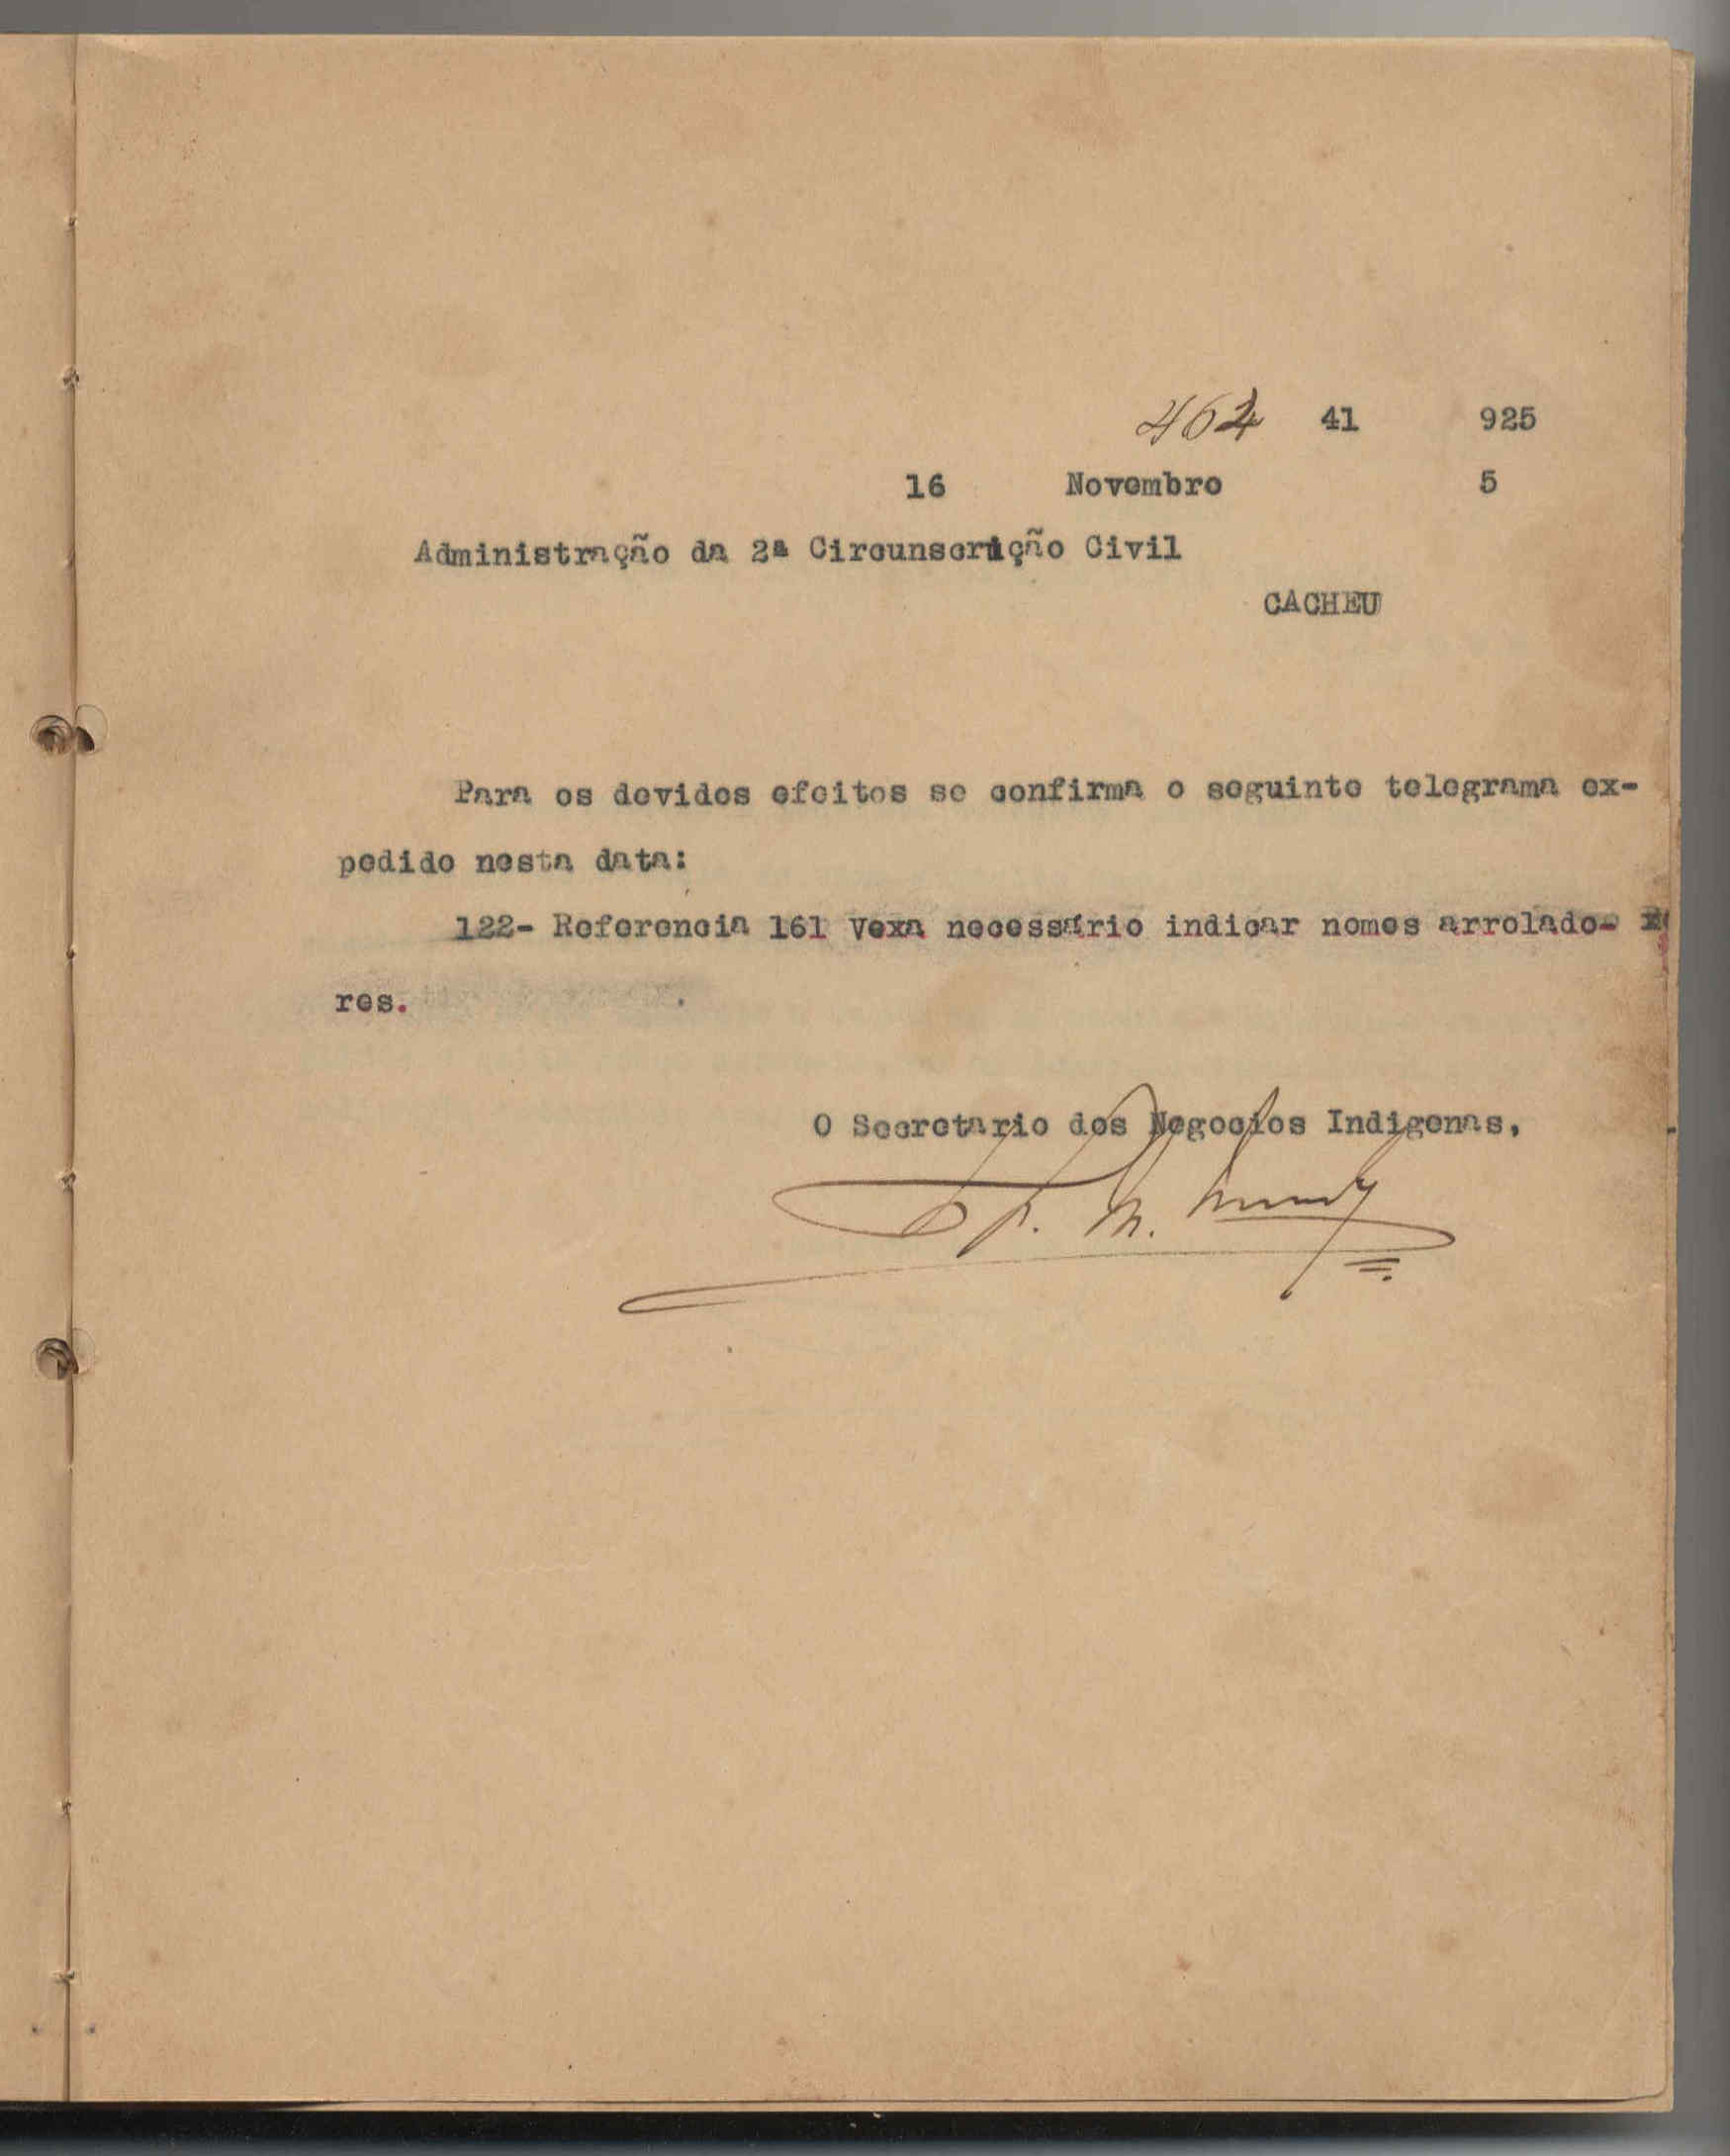 464 41 925
16 Novembro 5
Administração da 2ª Circunscrição Civil
CACHEU
Para os devidos efeitos se confirma o seguinte telegrama ex-
pedido nesta data:
122- Referencia 161 Vexa necessário indicar nomes arrolado-
res.
O Secretario dos Negocios Indigenas,